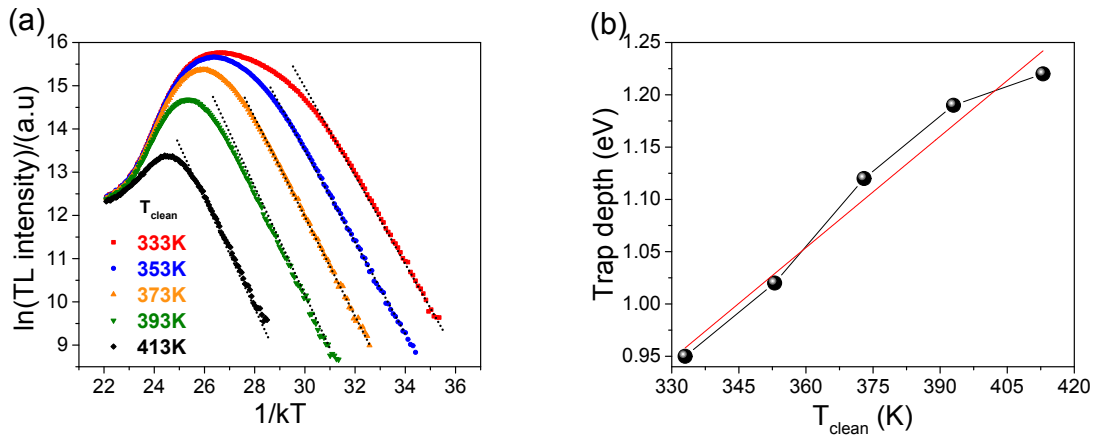 (a)
16
15
14
13
12
11
10
9
ln(TL intensity)/(a.u)
T_clean
333K
353K
373K
393K
413K
22 24 26 28 30 32 34 36
1/kT
(b)
1.25
1.20
1.15
1.10
1.05
1.00
0.95
Trap depth (eV)
330 345 360 375 390 405 420
T_clean (K)